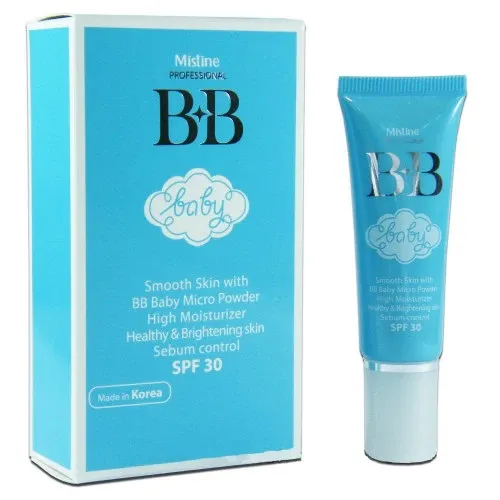 Mistine
PROFESSIONAL
BB
baby
Smooth Skin with
BB Baby Micro Powder
High Moisturizer
Healthy & Brightening skin
Sebum control
SPF 30
Made in Korea
Mistine
BB
baby
Smooth Skin with
BB Baby Micro Powder
High Moisturizer
Healthy & Brightening skin
Sebum control
SPF 30